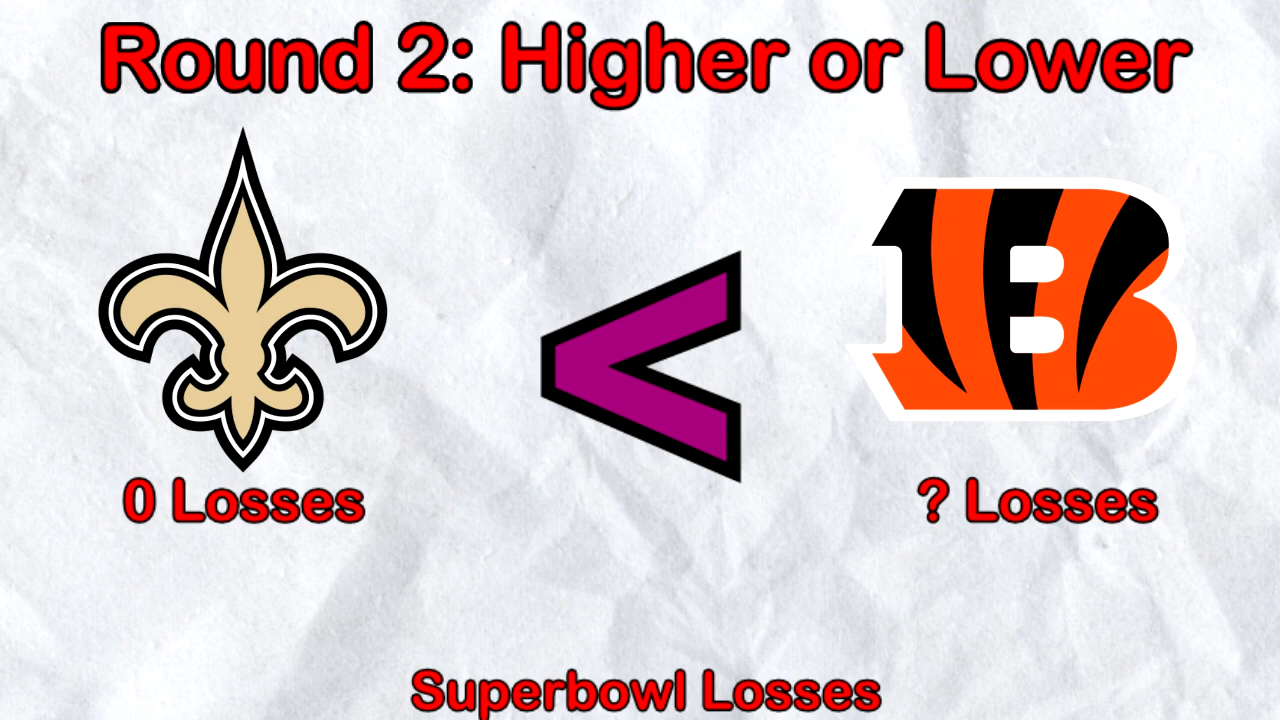 Round 2: Higher or Lower
<
B
0 Losses
? Losses
Superbowl Losses